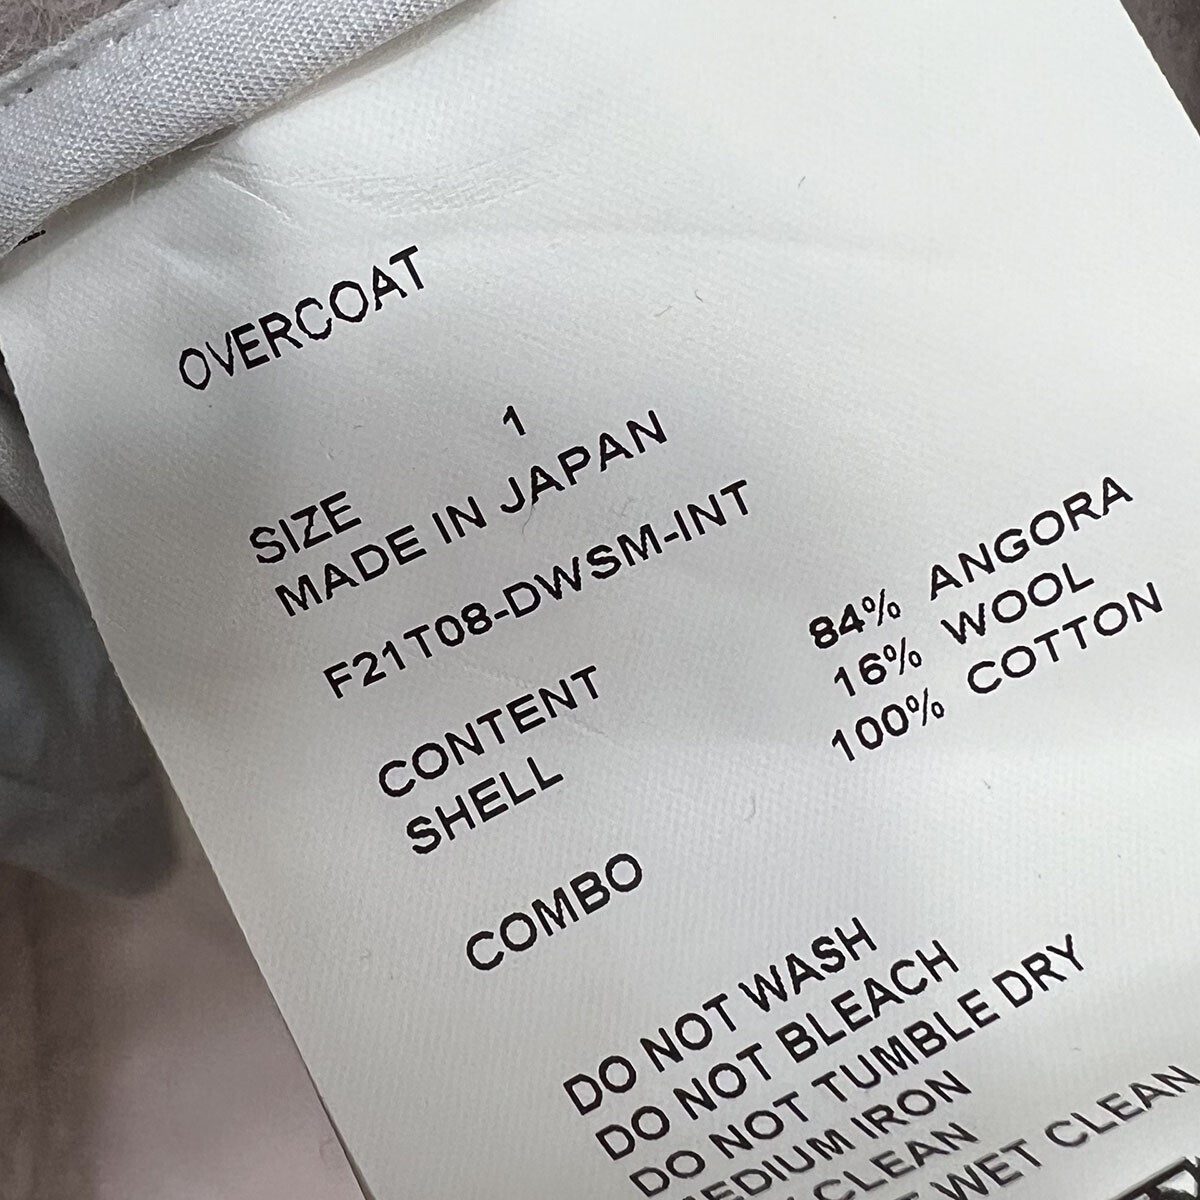 OVERCOAT
SIZE 1
MADE IN JAPAN
F21T08-DWSM-INT
CONTENT
SHELL 84% ANGORA
16% WOOL
COMBO 100% COTTON
DO NOT WASH
DO NOT BLEACH
DO NOT TUMBLE DRY
MEDIUM IRON
CLEAN
WET CLEAN